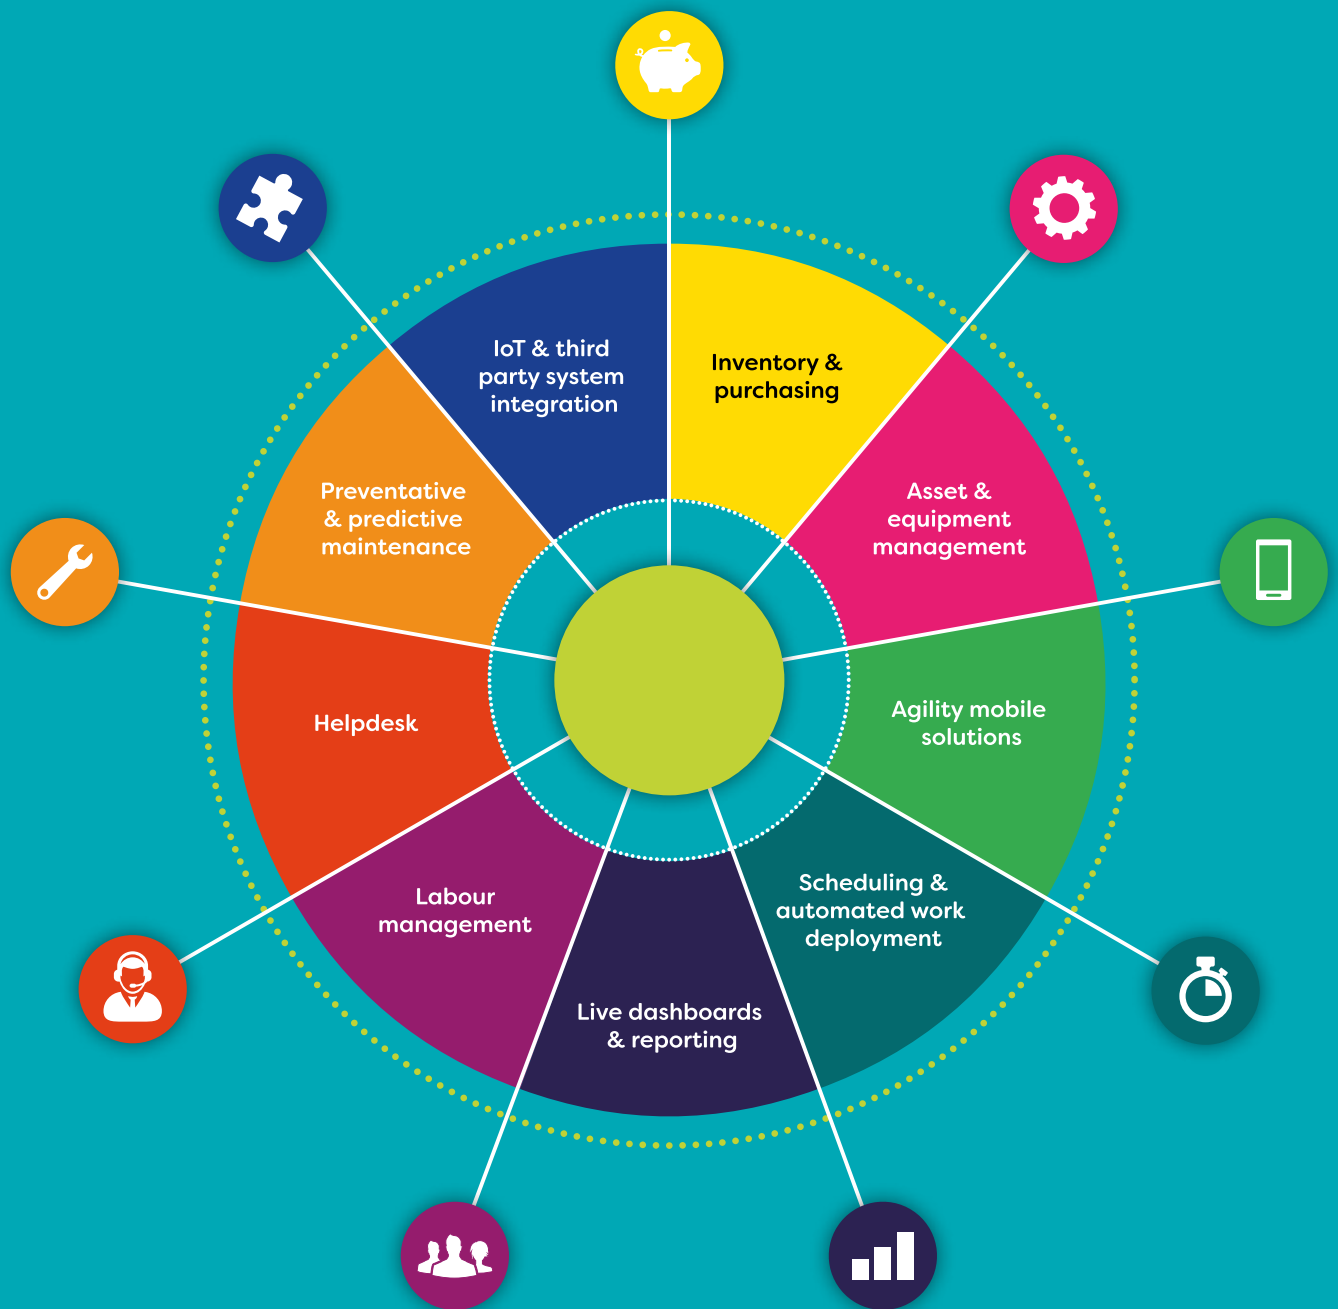 IoT & third
party system
integration
Inventory &
purchasing
Asset &
equipment
management
Agility mobile
solutions
Scheduling &
automated work
deployment
Live dashboards
& reporting
Labour
management
Helpdesk
Preventative
& predictive
maintenance